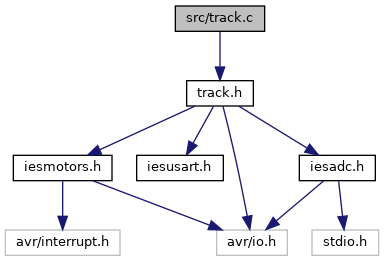 src/track.c
track.h
iesmotors.h
iesusart.h
iesadc.h
avr/interrupt.h
avr/io.h
stdio.h